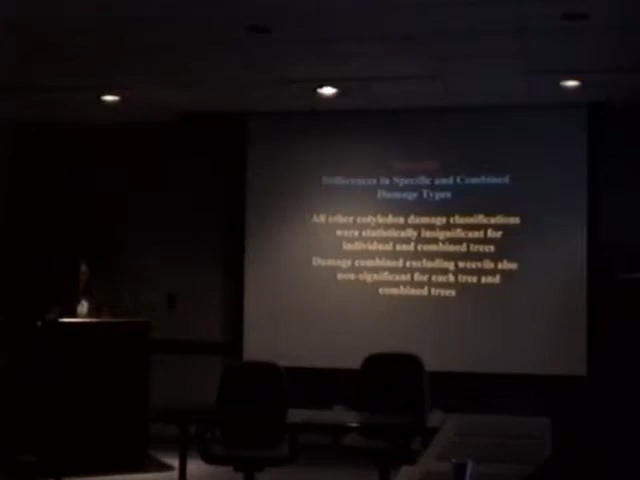 Differences in Specific and Combined
Damage Types
All other cotyledon damage classifications
were statistically insignificant for
individual and combined trees
Damage combined excluding weevils also
non-significant for each tree and
combined trees